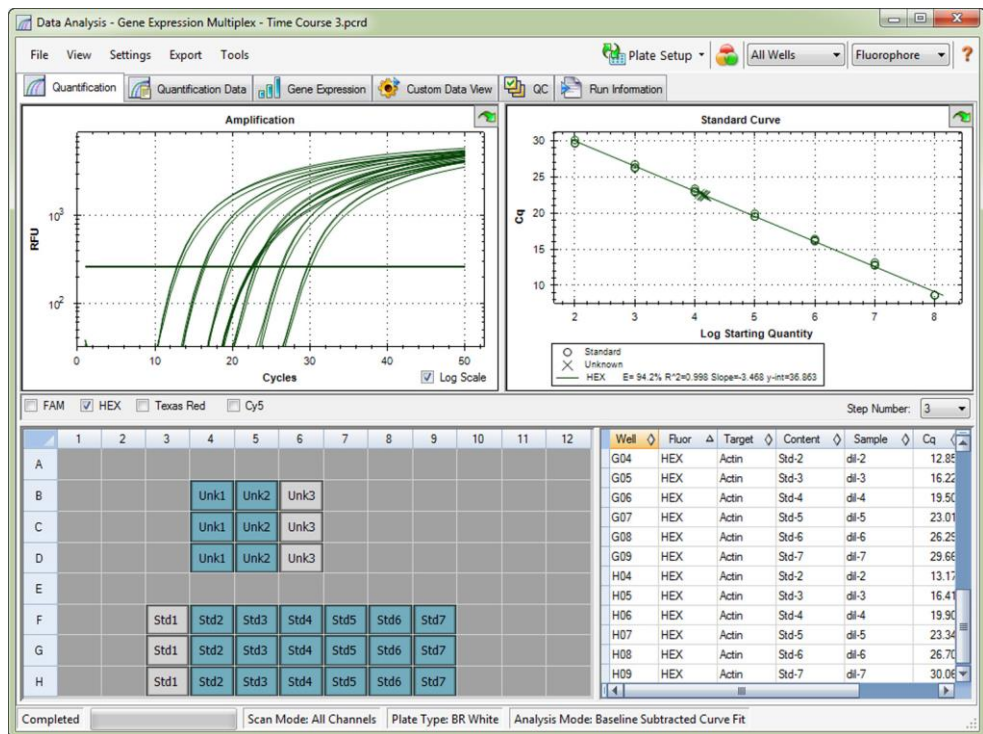 Data Analysis - Gene Expression Multiplex - Time Course 3.pcrd
File View Settings Export Tools Plate Setup All Wells Fluorophore ?
Quantification Quantification Data Gene Expression Custom Data View QC Run Information
Amplification
10³
10²
RFU
0 10 20 30 40 50 60
Cycles
Log Scale
Standard Curve
30
25
20
15
10
Cq
2 3 4 5 6 7 8
Log Starting Quantity
Standard
Unknown
HEX E= 94.2% R^2=0.998 Slope=-3.468 y-int=36.863
FAM HEX Texas Red Cy5 Step Number: 3
1 2 3 4 5 6 7 8 9 10 11 12
A
B Unk1 Unk2 Unk3
C Unk1 Unk2 Unk3
D Unk1 Unk2 Unk3
E
F Std1 Std2 Std3 Std4 Std5 Std6 Std7
G Std1 Std2 Std3 Std4 Std5 Std6 Std7
H Std1 Std2 Std3 Std4 Std5 Std6 Std7
Well Fluor Target Content Sample Cq
G04 HEX Actin Std-2 dil-2 12.85
G05 HEX Actin Std-3 dil-3 16.22
G06 HEX Actin Std-4 dil-4 19.50
G07 HEX Actin Std-5 dil-5 23.01
G08 HEX Actin Std-6 dil-6 26.25
G09 HEX Actin Std-7 dil-7 29.66
H04 HEX Actin Std-2 dil-2 13.17
H05 HEX Actin Std-3 dil-3 16.41
H06 HEX Actin Std-4 dil-4 19.90
H07 HEX Actin Std-5 dil-5 23.34
H08 HEX Actin Std-6 dil-6 26.70
H09 HEX Actin Std-7 dil-7 30.06
Completed Scan Mode: All Channels Plate Type: BR White Analysis Mode: Baseline Subtracted Curve Fit